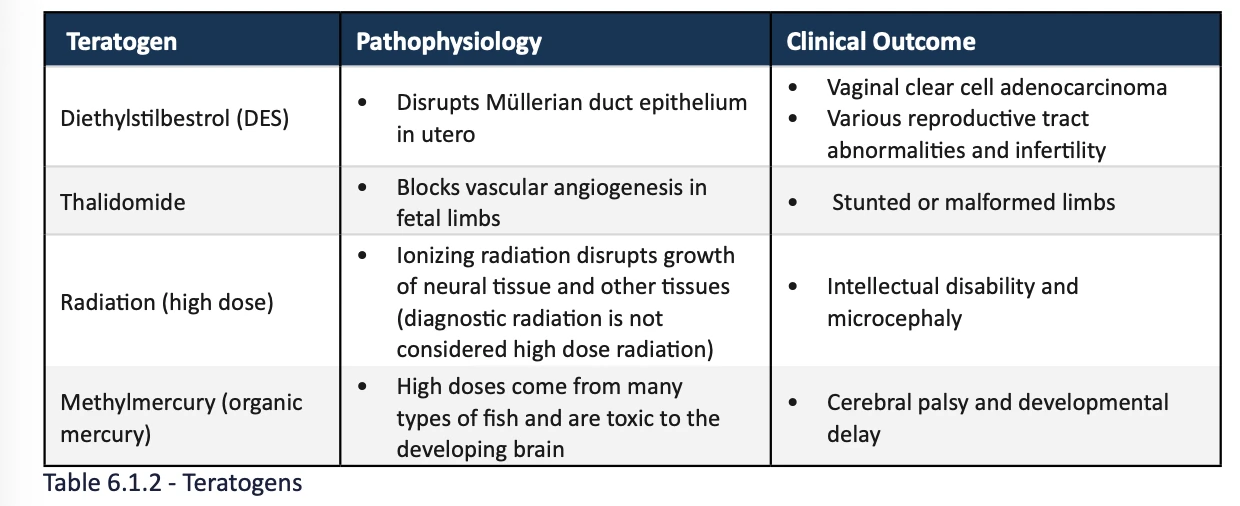 Teratogen
Pathophysiology
Clinical Outcome
Diethylstilbestrol (DES)
• Disrupts Müllerian duct epithelium
in utero
• Vaginal clear cell adenocarcinoma
• Various reproductive tract
abnormalities and infertility
Thalidomide
• Blocks vascular angiogenesis in
fetal limbs
• Stunted or malformed limbs
Radiation (high dose)
• Ionizing radiation disrupts growth
of neural tissue and other tissues
(diagnostic radiation is not
considered high dose radiation)
• Intellectual disability and
microcephaly
Methylmercury (organic
mercury)
• High doses come from many
types of fish and are toxic to the
developing brain
• Cerebral palsy and developmental
delay
Table 6.1.2 - Teratogens